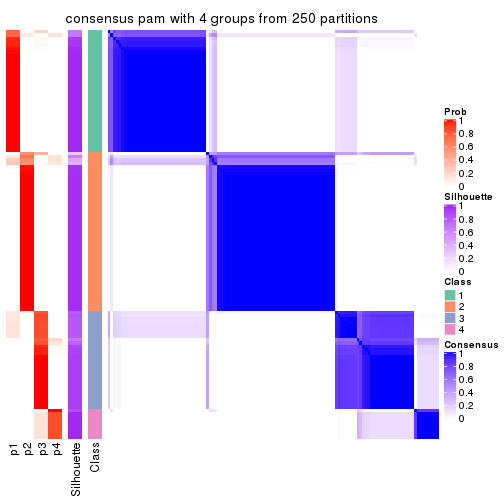 consensus pam with 4 groups from 250 partitions
Prob
1
0.8
0.6
0.4
0.2
0
Silhouette
1
0.8
0.6
0.4
0.2
0
Class
1
2
3
4
Consensus
1
0.8
0.6
0.4
0.2
0
p1
p2
p3
p4
Silhouette
Class